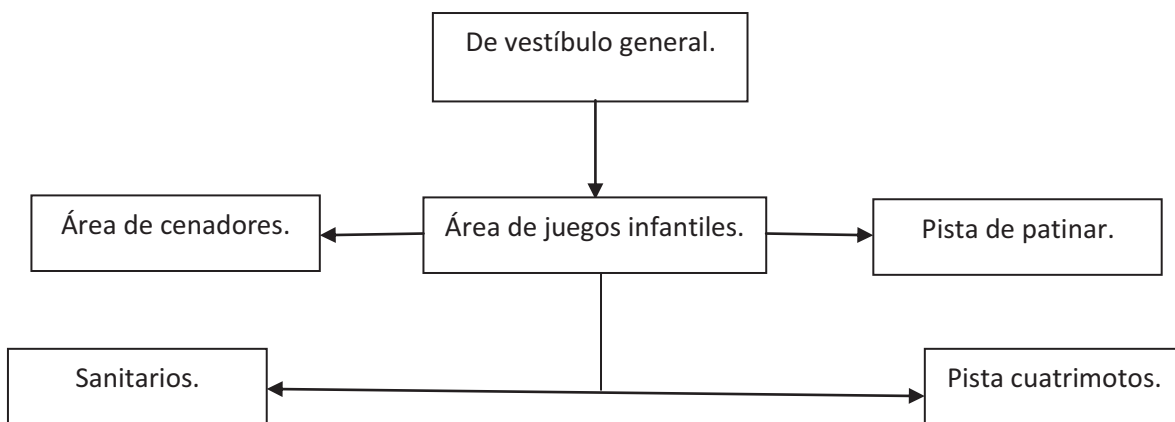 De vestíbulo general.
Área de cenadores.
Área de juegos infantiles.
Pista de patinar.
Sanitarios.
Pista cuatrimotos.